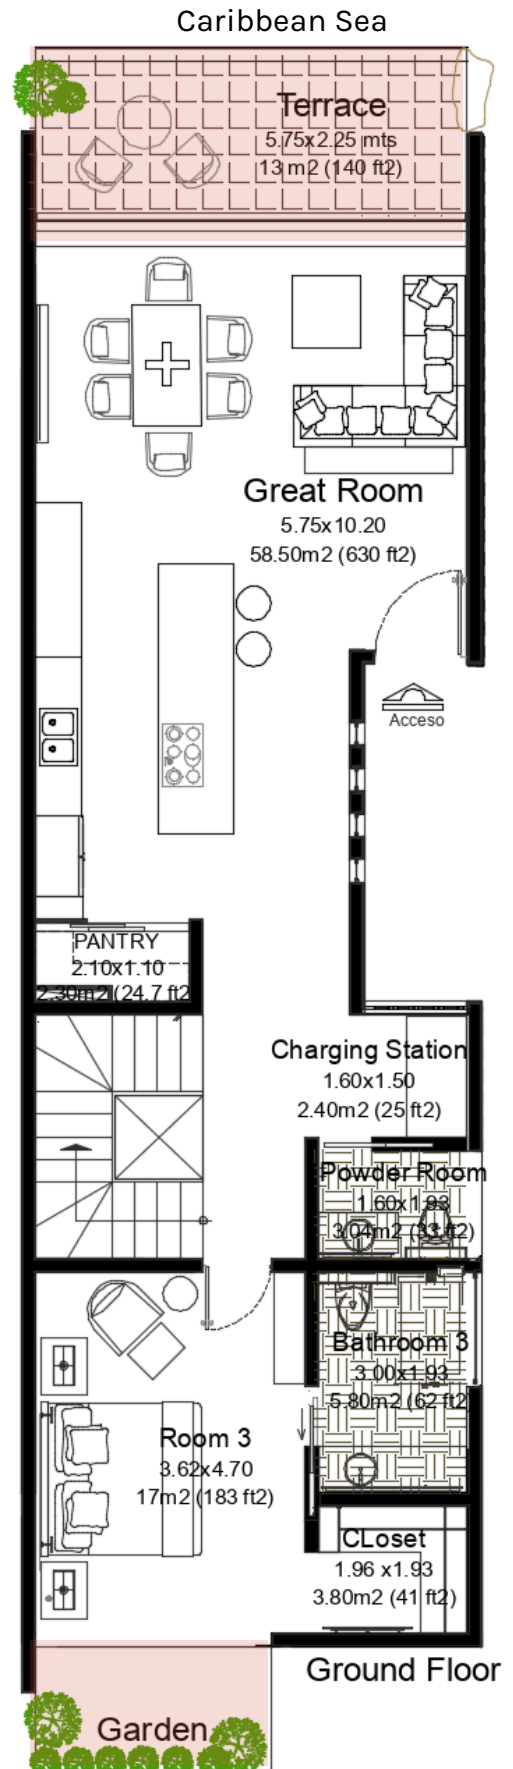 Caribbean Sea
Terrace
5.75x2.25 mts
13 m2 (140 ft2)
Great Room
5.75x10.20
58.50m2 (630 ft2)
Acceso
PANTRY
2.10x1.10
2.30m2 (24.7 ft2
Charging Station
1.60x1.50
2.40m2 (25 ft2)
Powder Room
1.60x1.93
3.04m2 (33 ft2)
Bathroom 3
3.00x1.93
5.80m2 (62 ft2)
Room 3
3.62x4.70
17m2 (183 ft2)
CLoset
1.96 x1.93
3.80m2 (41 ft2)
Ground Floor
Garden